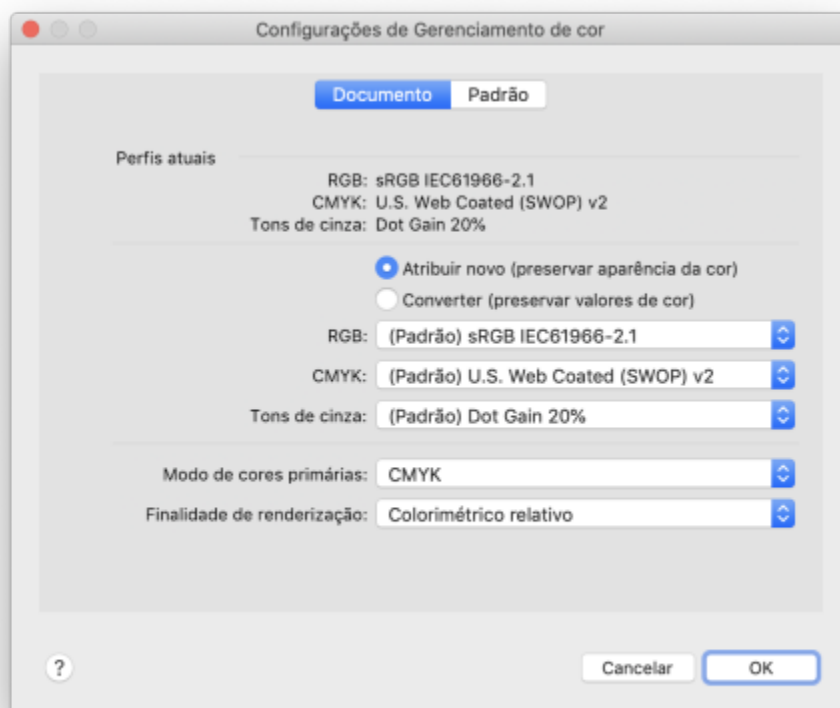 Configurações de Gerenciamento de cor
Documento Padrão
Perfis atuais
RGB: sRGB IEC61966-2.1
CMYK: U.S. Web Coated (SWOP) v2
Tons de cinza: Dot Gain 20%
Atribuir novo (preservar aparência da cor)
Converter (preservar valores de cor)
RGB: (Padrão) sRGB IEC61966-2.1
CMYK: (Padrão) U.S. Web Coated (SWOP) v2
Tons de cinza: (Padrão) Dot Gain 20%
Modo de cores primárias: CMYK
Finalidade de renderização: Colorimétrico relativo
? Cancelar OK